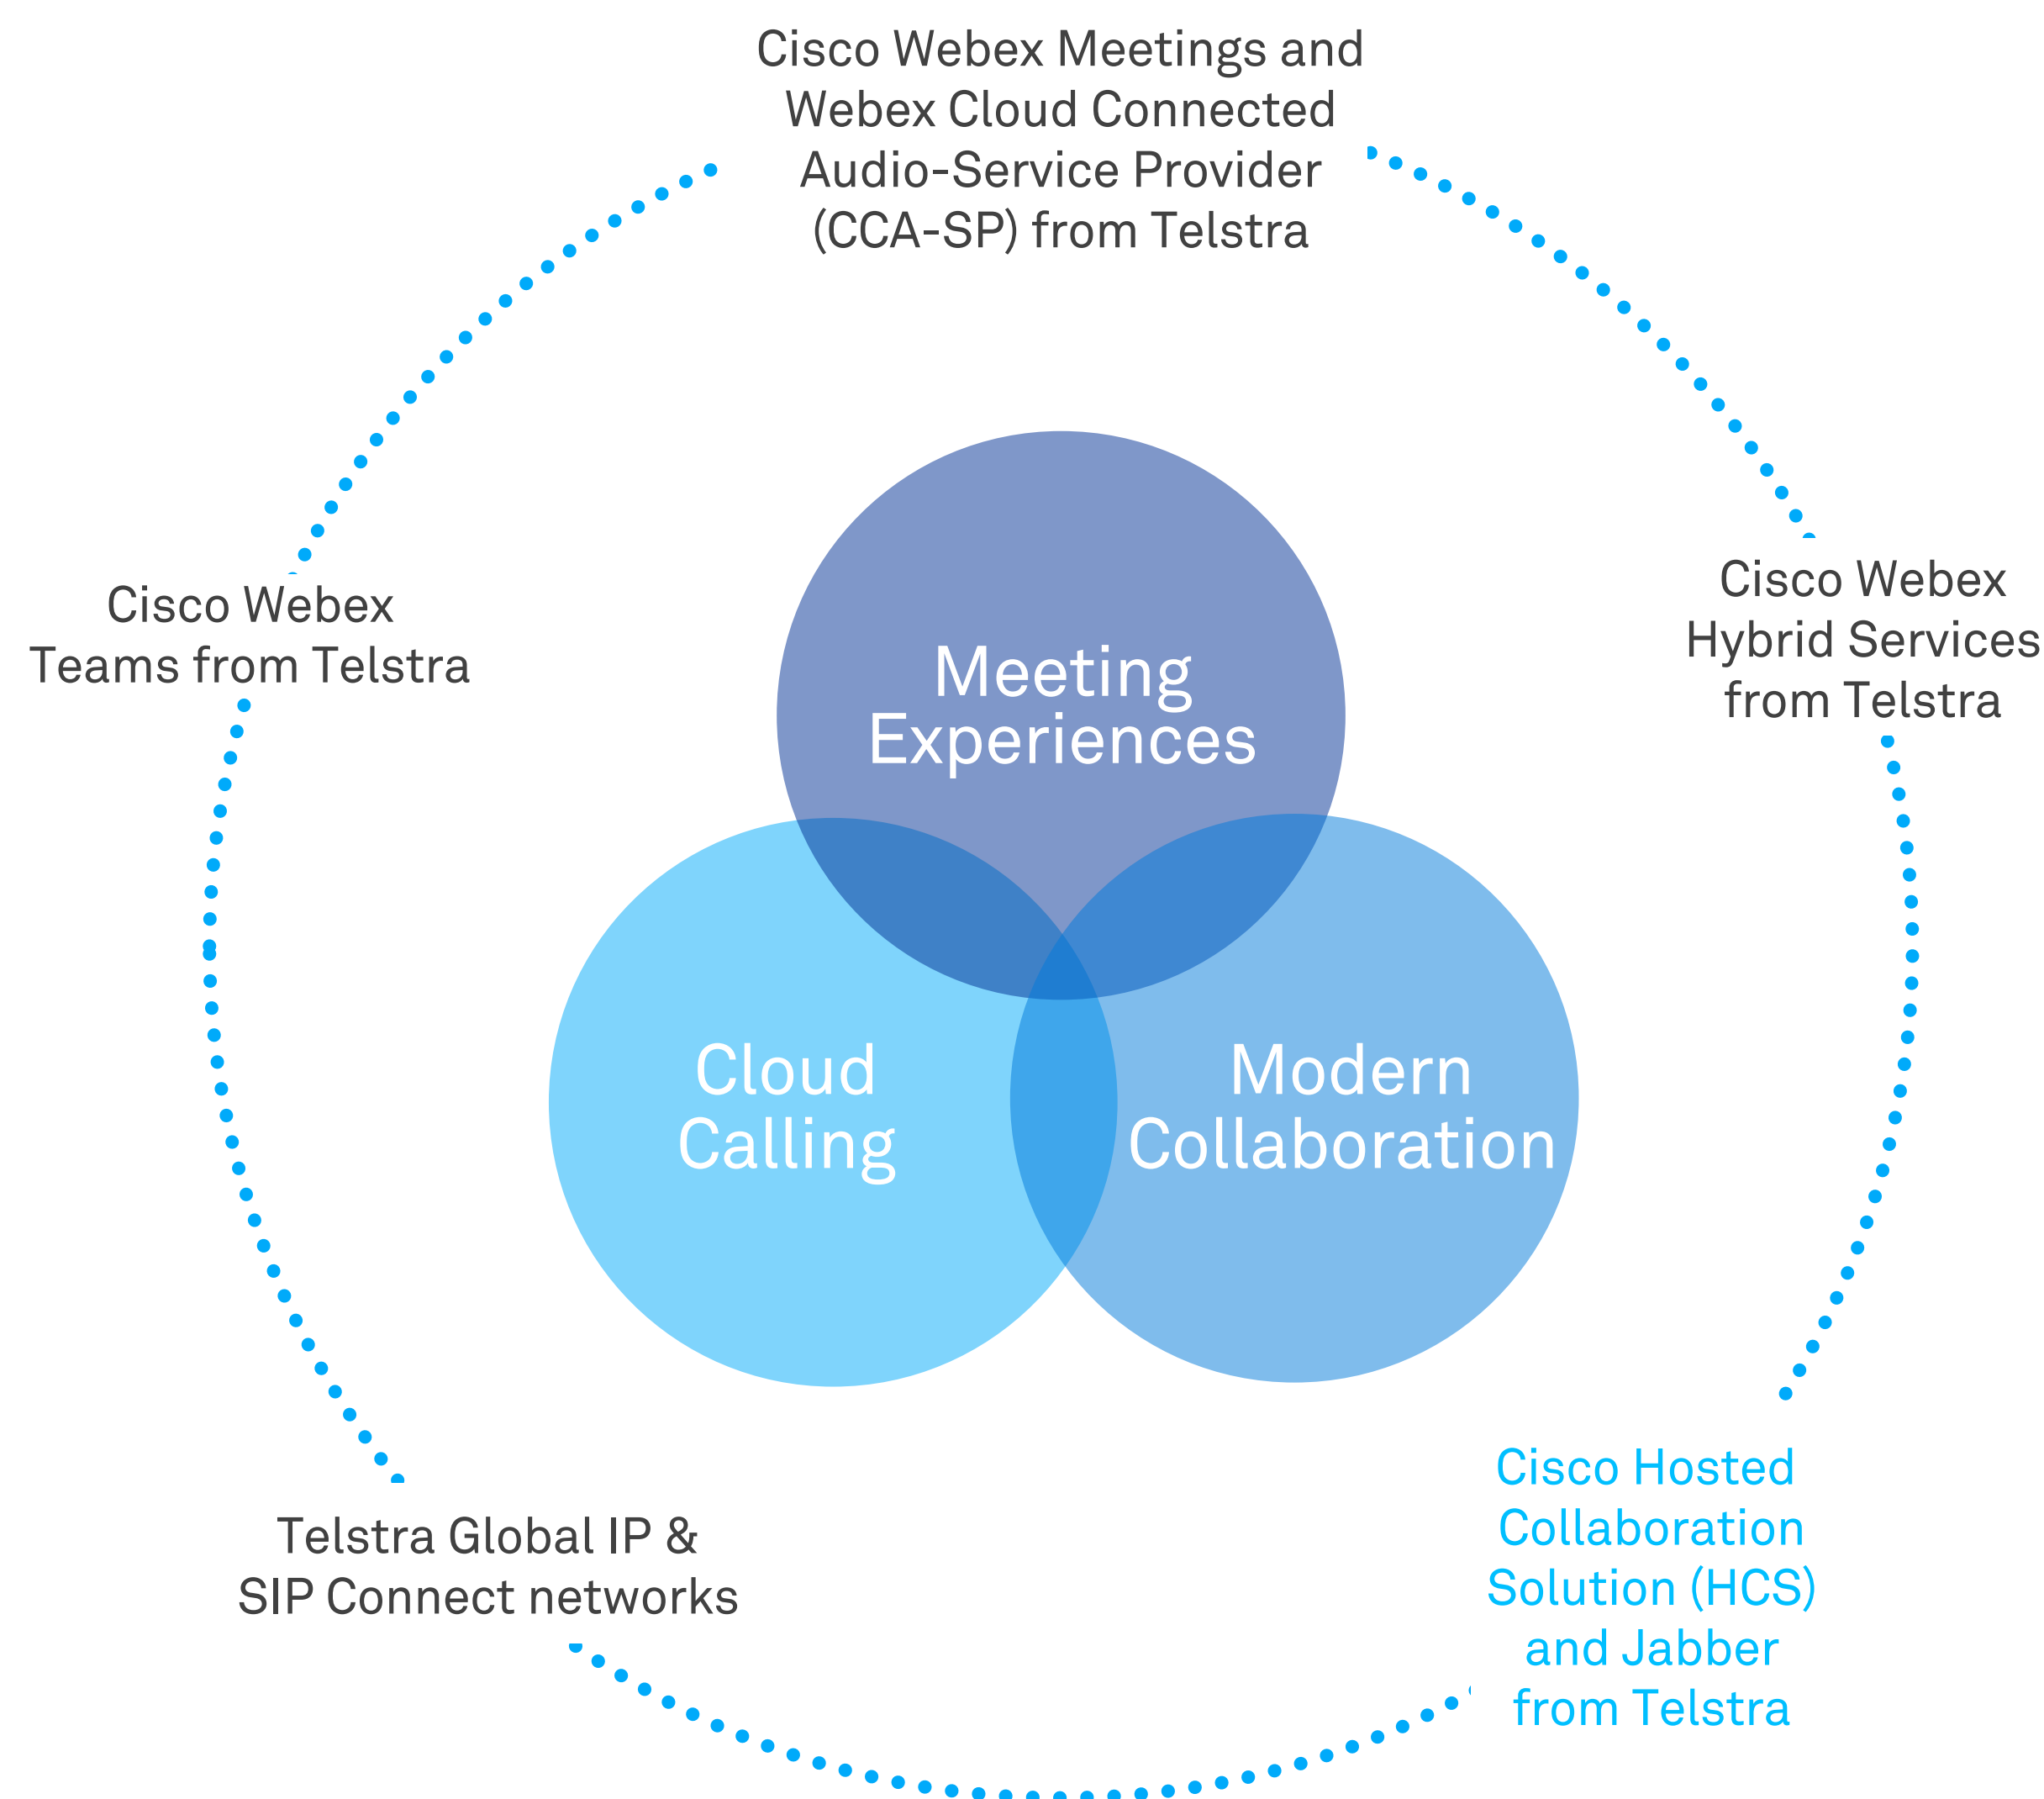 Cisco Webex Meetings and
Webex Cloud Connected
Audio-Service Provider
(CCA-SP) from Telstra
Cisco Webex
Teams from Telstra
Cisco Webex
Hybrid Services
from Telstra
Meeting
Experiences
Cloud
Calling
Modern
Collaboration
Telstra Global IP &
SIP Connect networks
Cisco Hosted
Collaboration
Solution (HCS)
and Jabber
from Telstra